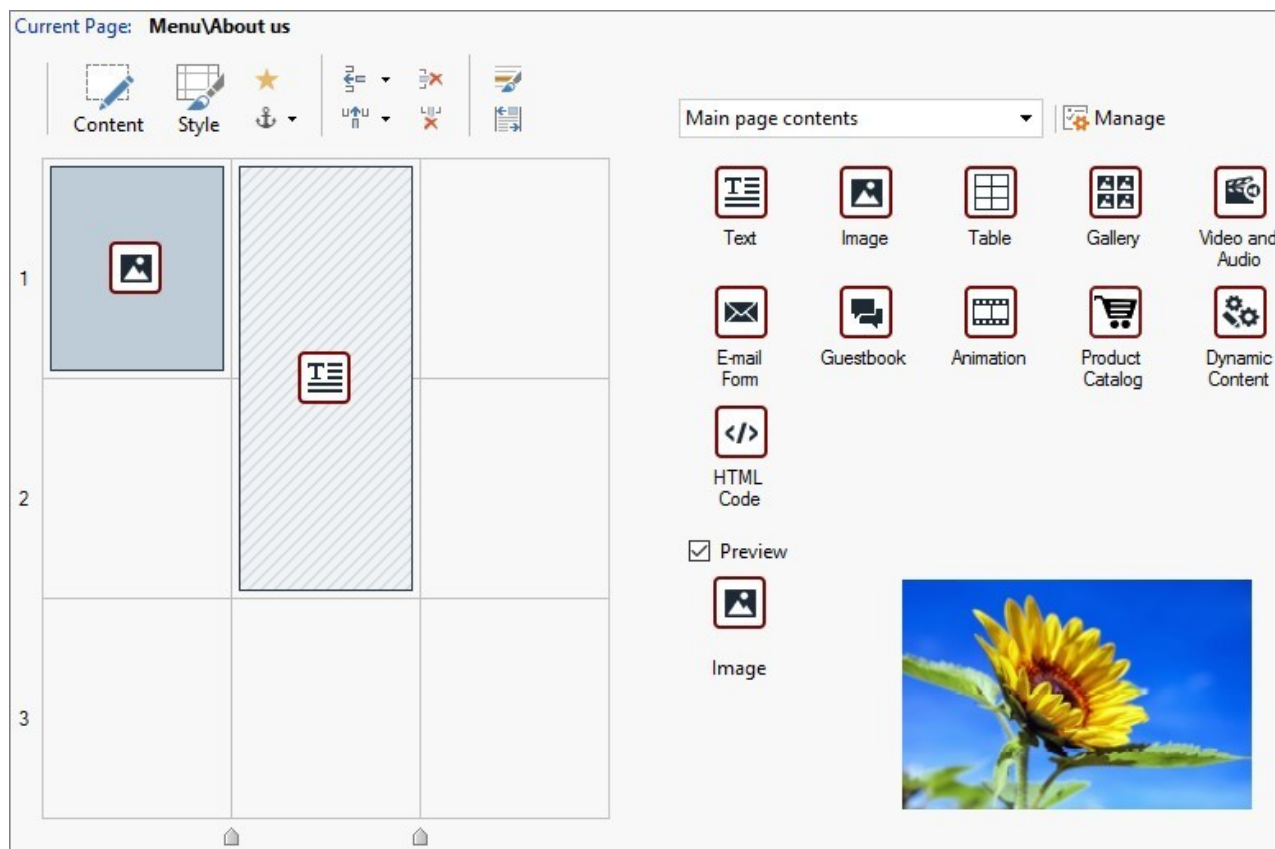 Current Page: Menu\About us
Content Style
Main page contents Manage
1
Text Image Table Gallery Video and
Audio
E-mail
Form
Guestbook Animation Product
Catalog
Dynamic
Content
2
HTML
Code
Preview
Image
3